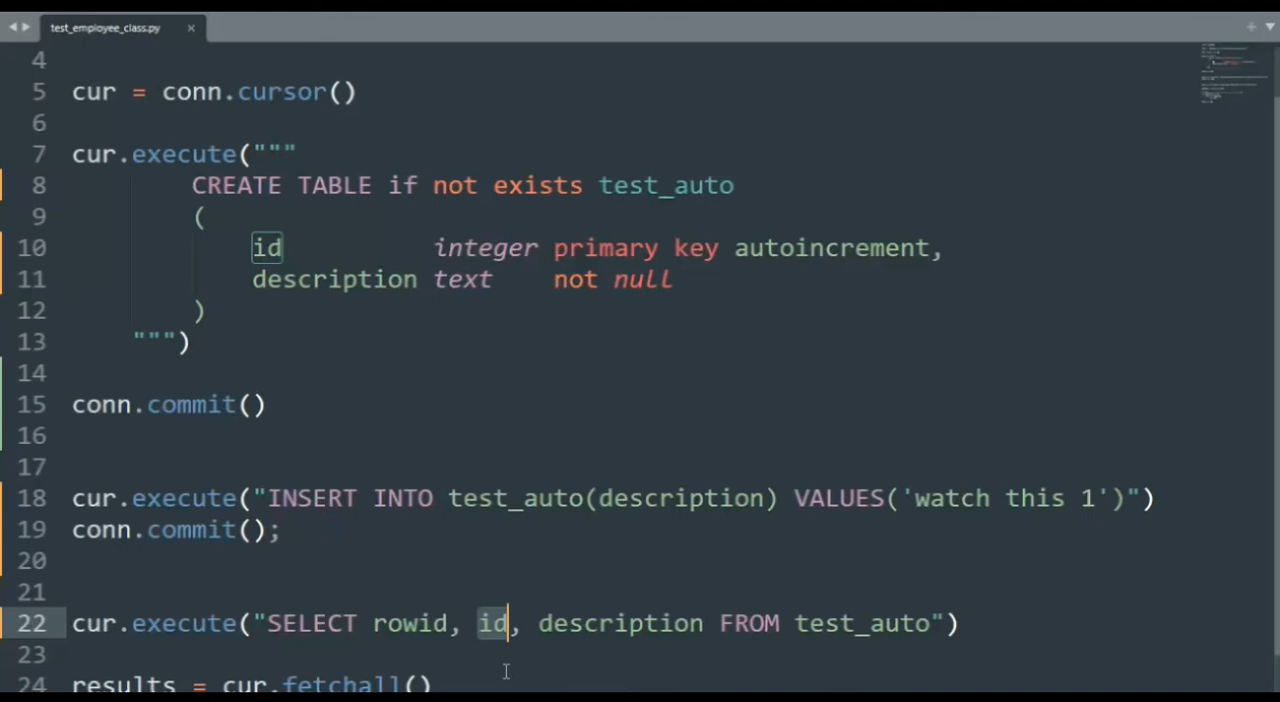 test_employee_class.py ×
4
5 cur = conn.cursor()
6
7 cur.execute("""
8 CREATE TABLE if not exists test_auto
9 (
10 id integer primary key autoincrement,
11 description text not null
12 )
13 """)
14
15 conn.commit()
16
17
18 cur.execute("INSERT INTO test_auto(description) VALUES('watch this 1')")
19 conn.commit();
20
21
22 cur.execute("SELECT rowid, id, description FROM test_auto")
23
24 results = cur.fetchall()